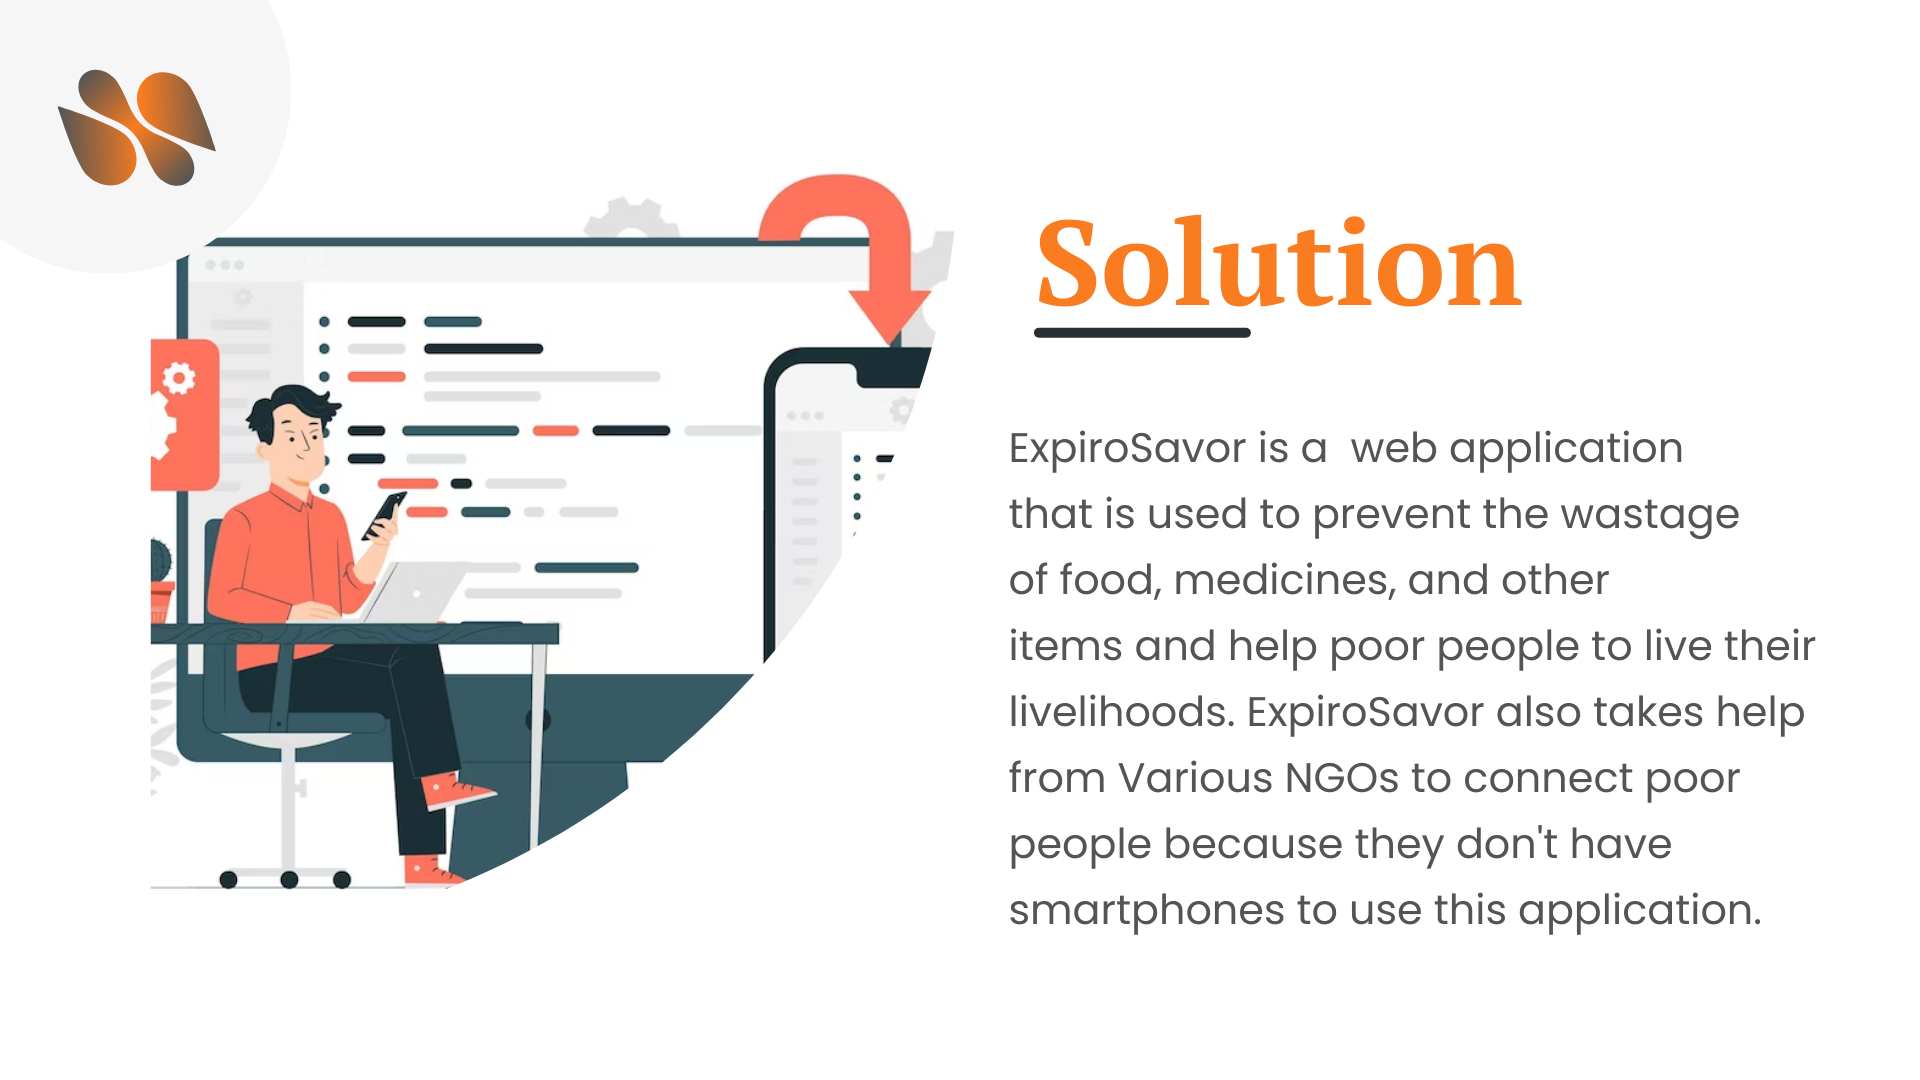 Solution
ExpiroSavor is a  web application
that is used to prevent the wastage
of food, medicines, and other
items and help poor people to live their
livelihoods. ExpiroSavor also takes help
from Various NGOs to connect poor
people because they don't have
smartphones to use this application.